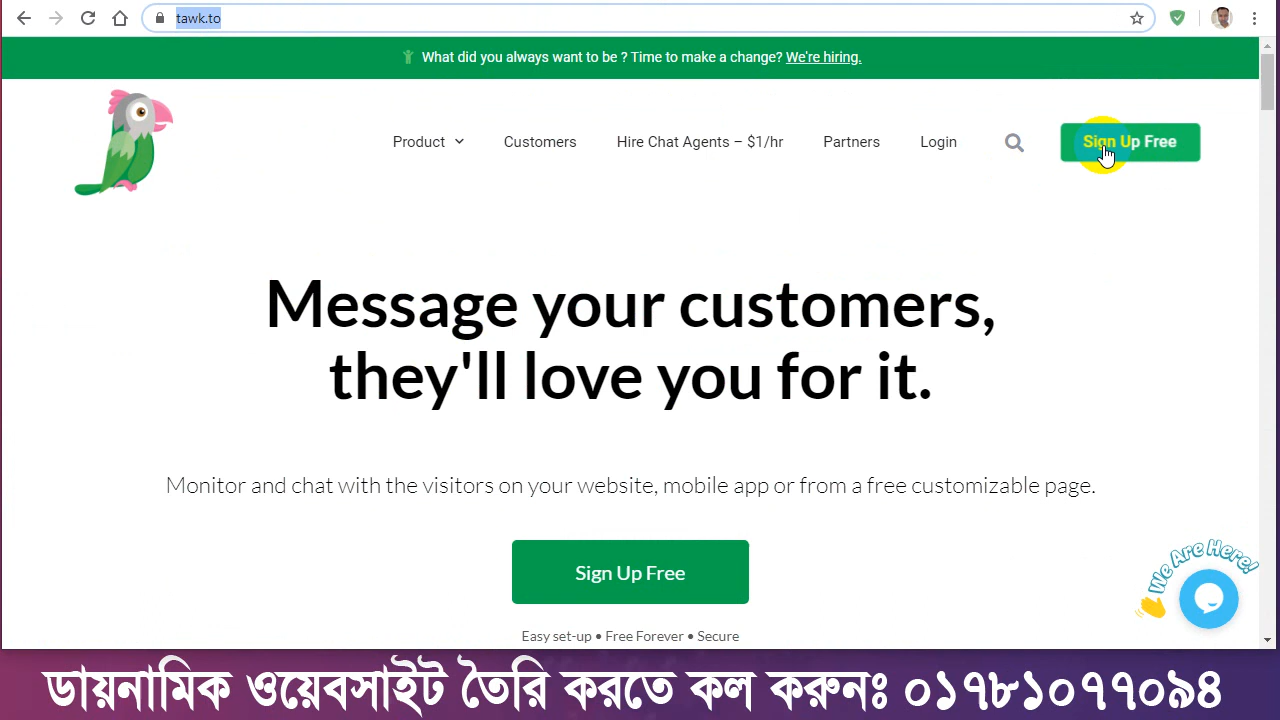 tawk.to
What did you always want to be ? Time to make a change? We're hiring.
Product Customers Hire Chat Agents – $1/hr Partners Login Sign Up Free
Message your customers,
they'll love you for it.
Monitor and chat with the visitors on your website, mobile app or from a free customizable page.
Sign Up Free
We Are Here!
Easy set-up • Free Forever • Secure
ডায়নামিক ওয়েবসাইট তৈরি করতে কল করুনঃ ০১৭৮১০৭৭০৯৪